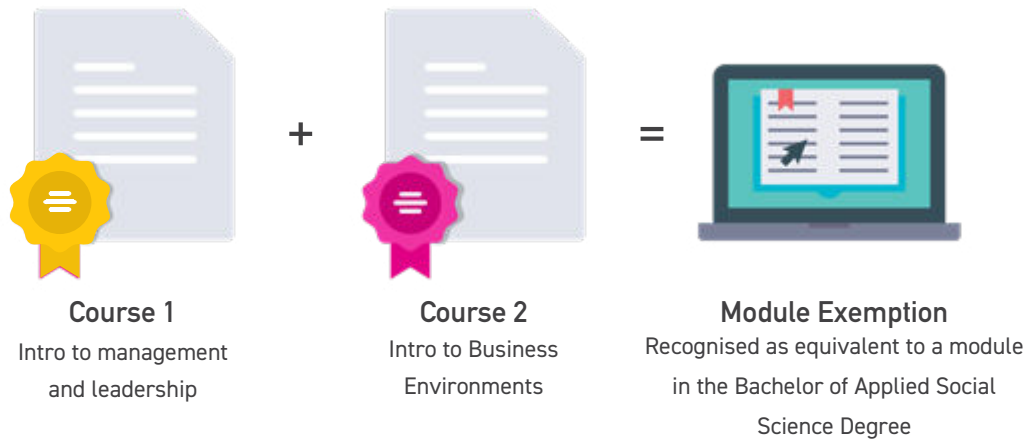 +
=
Course 1
Intro to management
and leadership
Course 2
Intro to Business
Environments
Module Exemption
Recognised as equivalent to a module
in the Bachelor of Applied Social
Science Degree